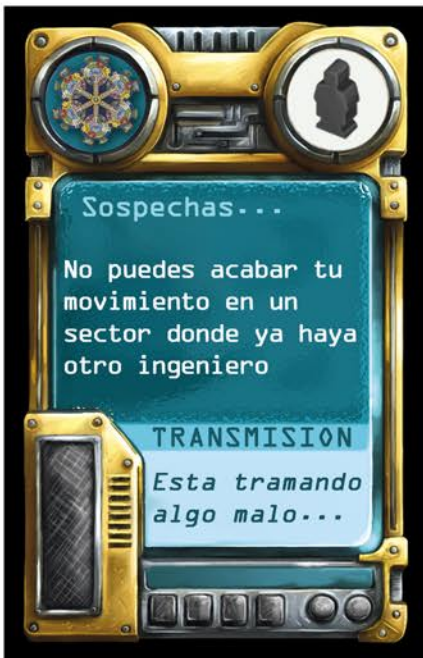 Sospechas...
No puedes acabar tu
movimiento en un
sector donde ya haya
otro ingeniero
TRANSMISION
Esta tramando
algo malo...